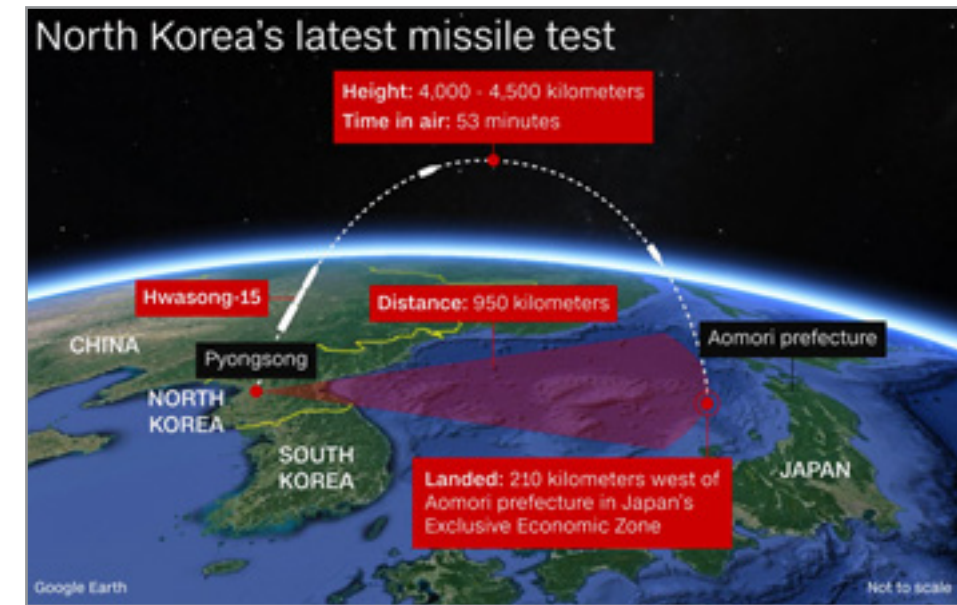 North Korea's latest missile test
Height: 4,000 - 4,500 kilometers
Time in air: 53 minutes
Hwasong-15
Distance: 950 kilometers
Aomori prefecture
CHINA
Pyongsong
NORTH
KOREA
SOUTH
KOREA
JAPAN
Landed: 210 kilometers west of
Aomori prefecture in Japan's
Exclusive Economic Zone
Google Earth
Not to scale